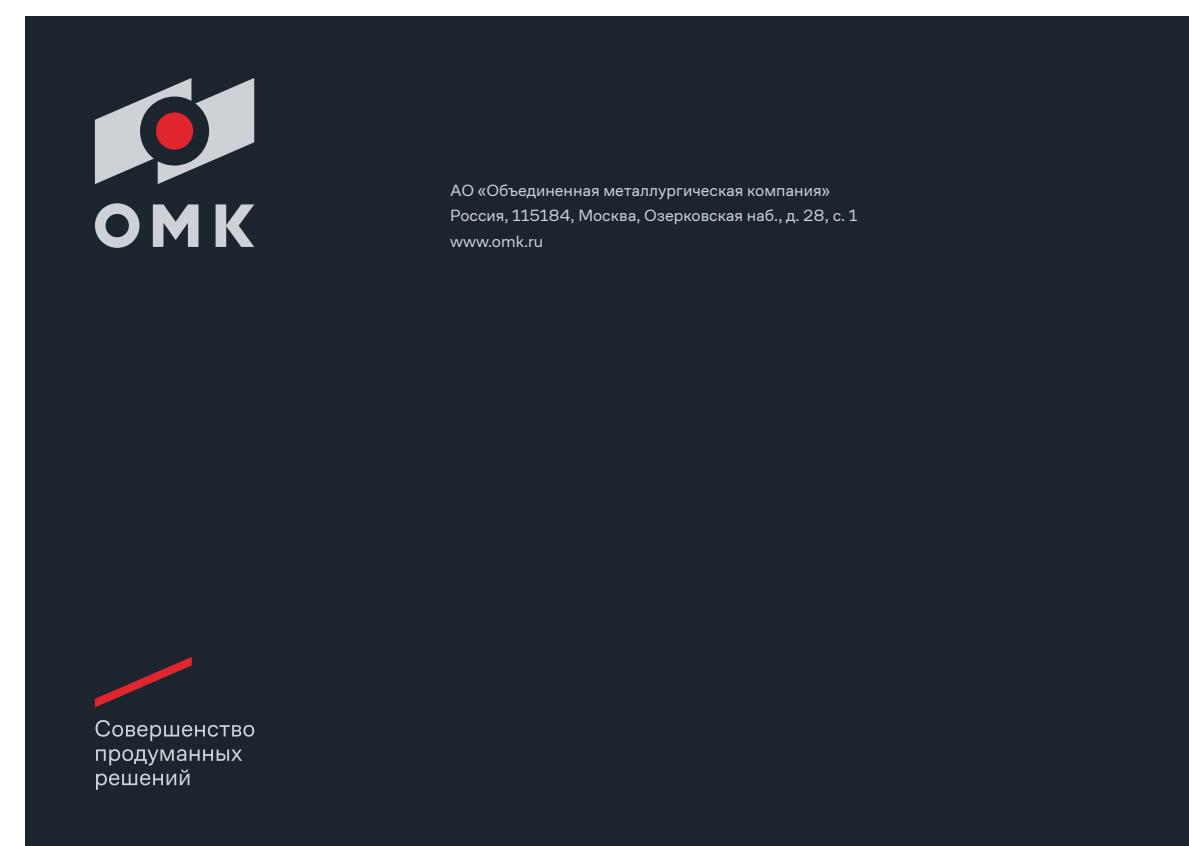 ОМК
АО «Объединенная металлургическая компания»
Россия, 115184, Москва, Озерковская наб., д. 28, с. 1
www.omk.ru
Совершенство
продуманных
решений